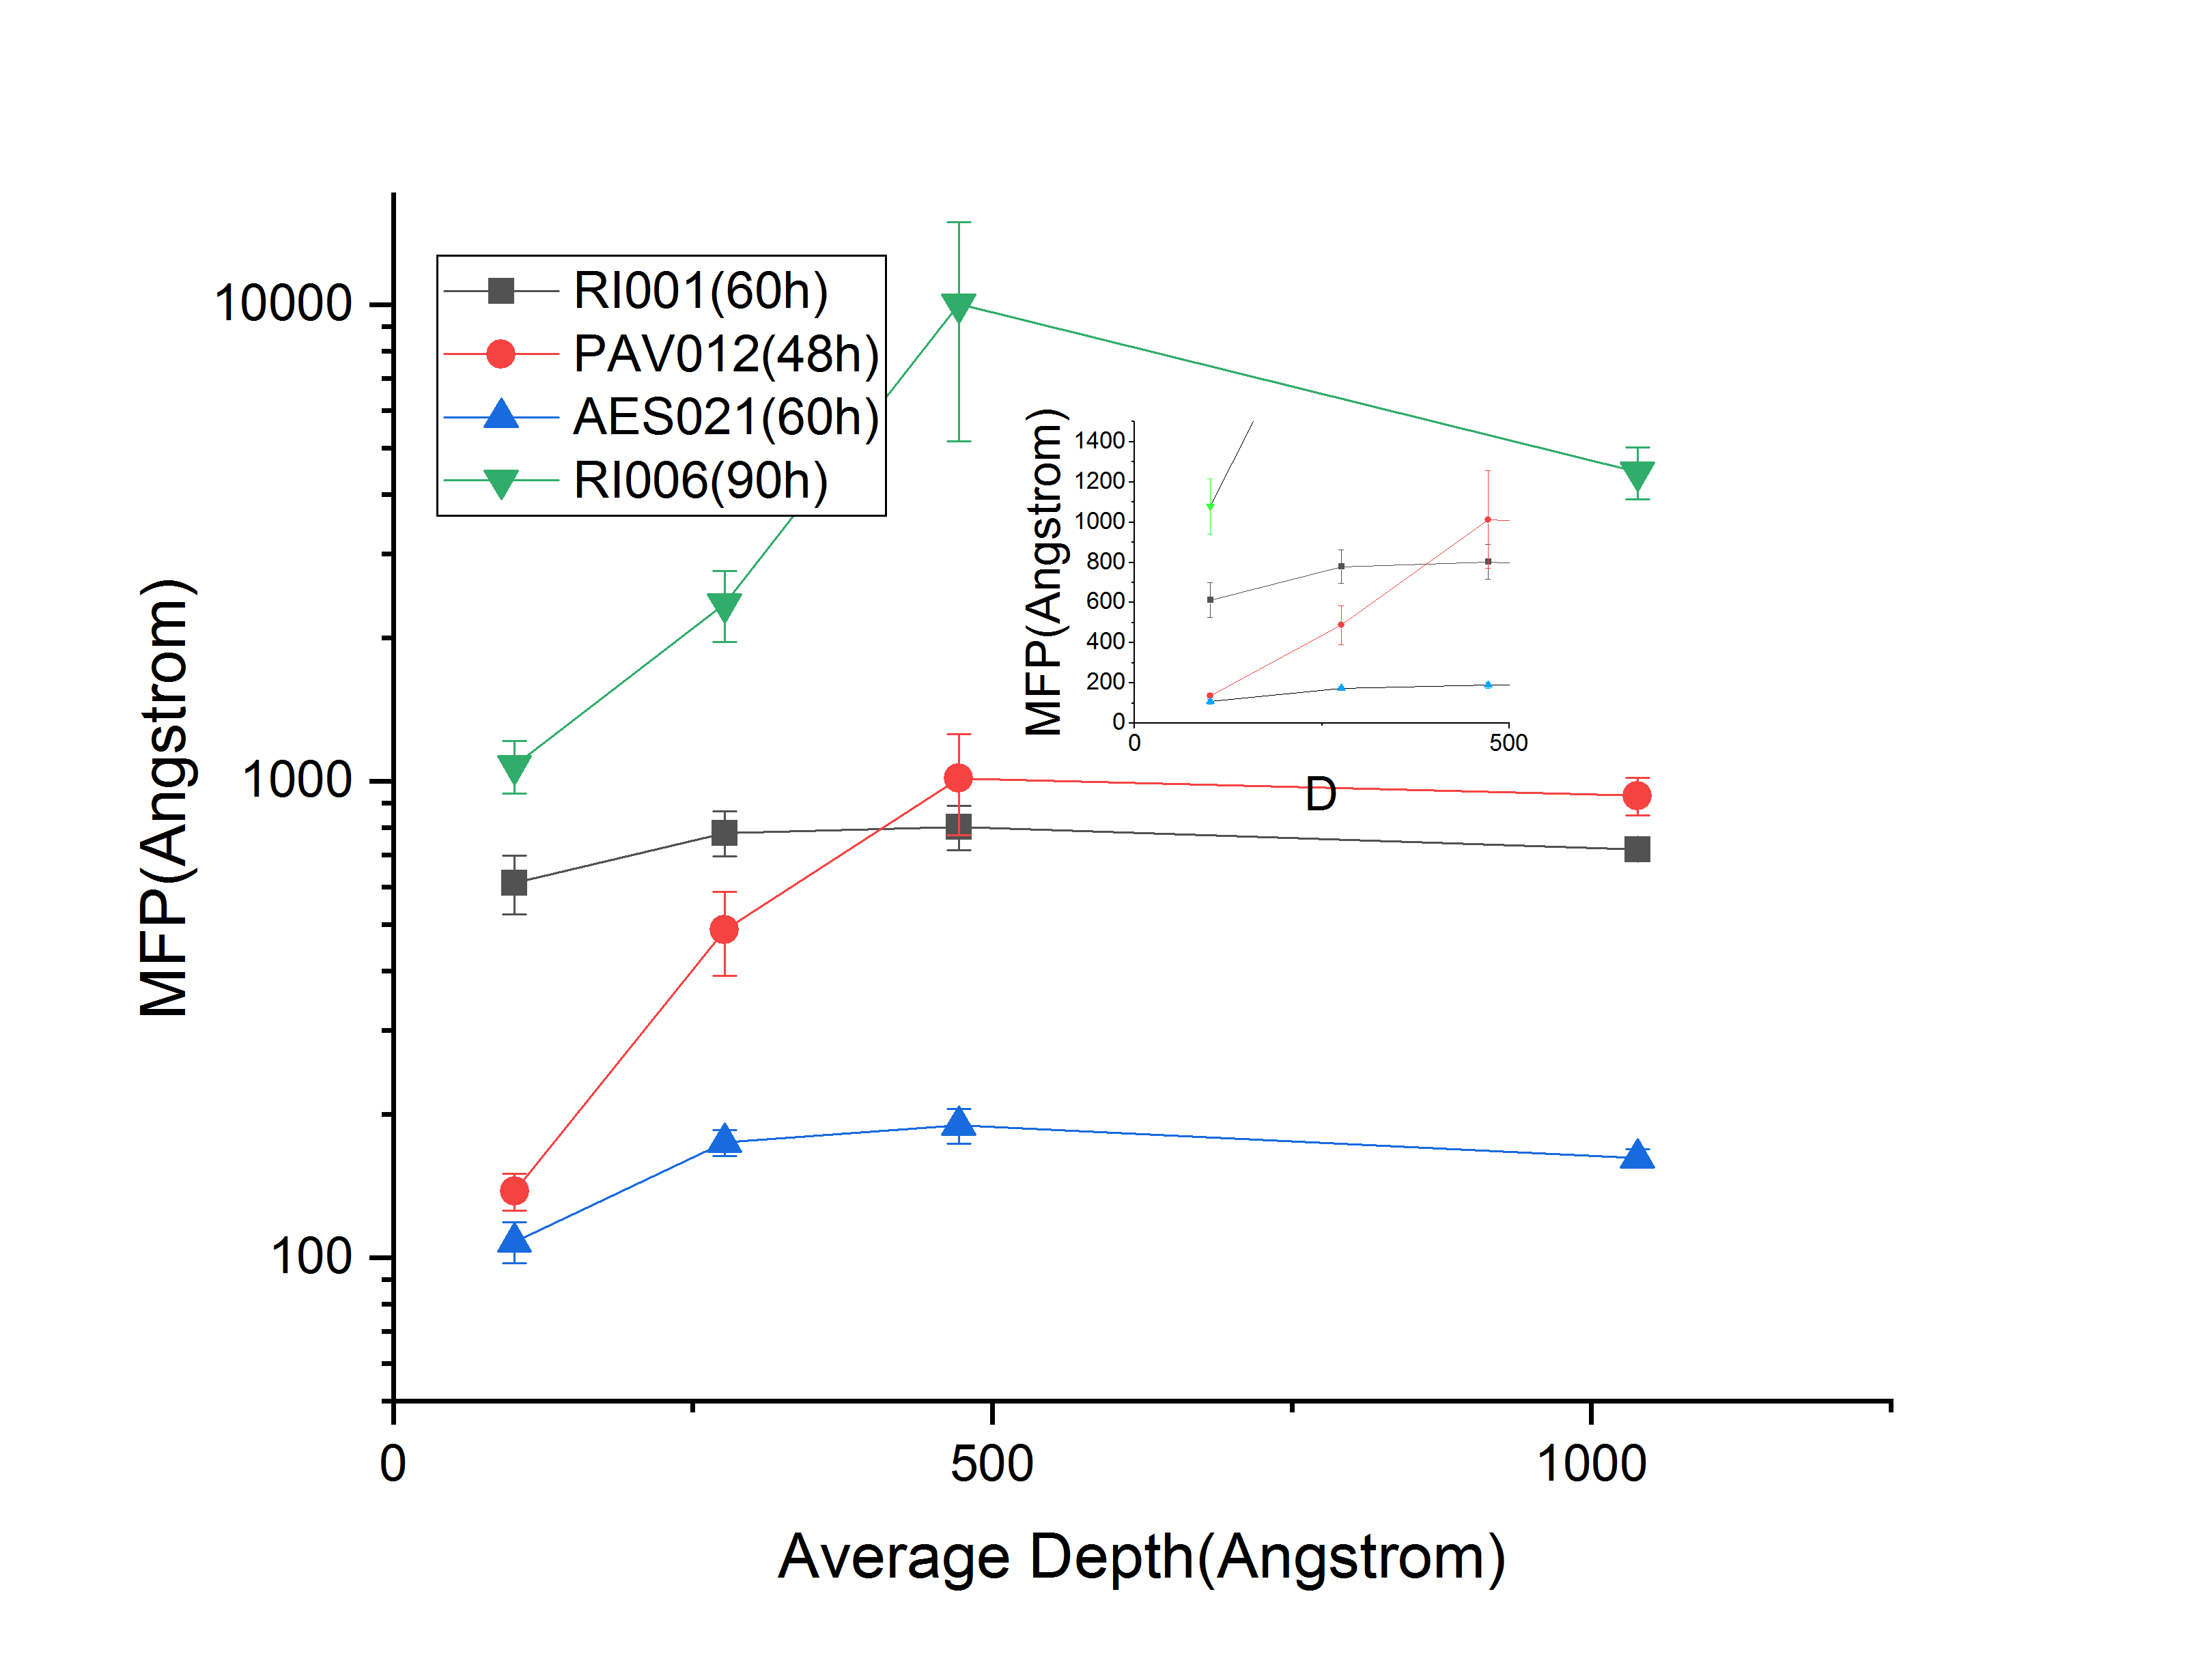 RI001(60h)
PAV012(48h)
AES021(60h)
RI006(90h)
10000
1000
100
MFP(Angstrom)
0
500
1000
Average Depth(Angstrom)
MFP(Angstrom)
1400
1200
1000
800
600
400
200
0
0
500
D